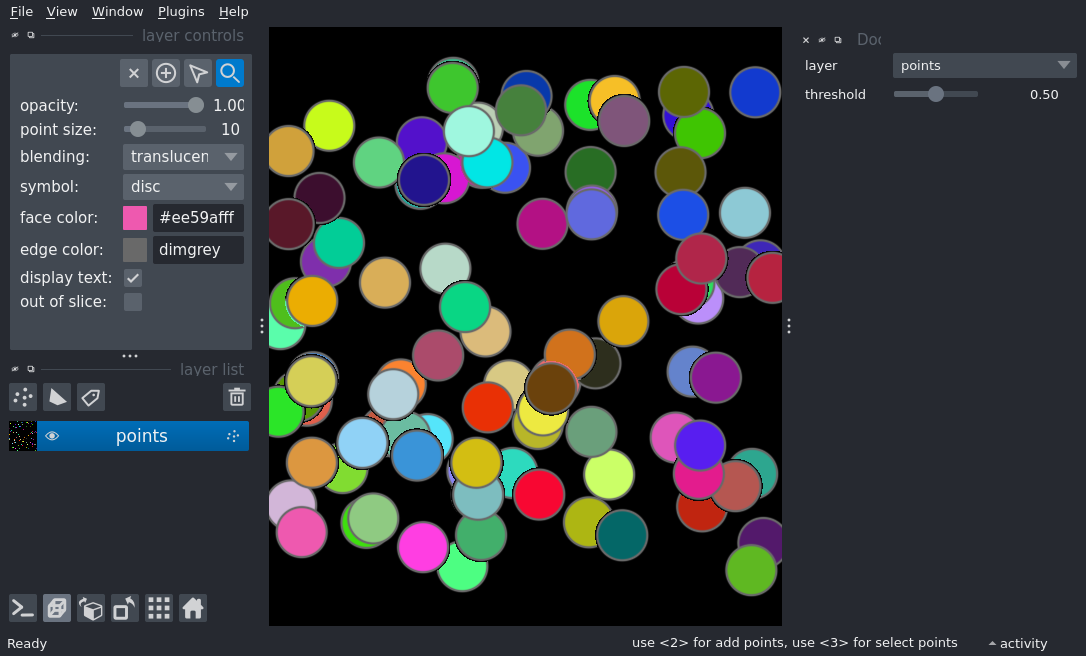 File View Window Plugins Help
layer controls
opacity: 1.00
point size: 10
blending: translucen
symbol: disc
face color: #ee59afff
edge color: dimgrey
display text:
out of slice:
layer list
points
Ready
layer points
threshold 0.50
use <2> for add points, use <3> for select points
activity